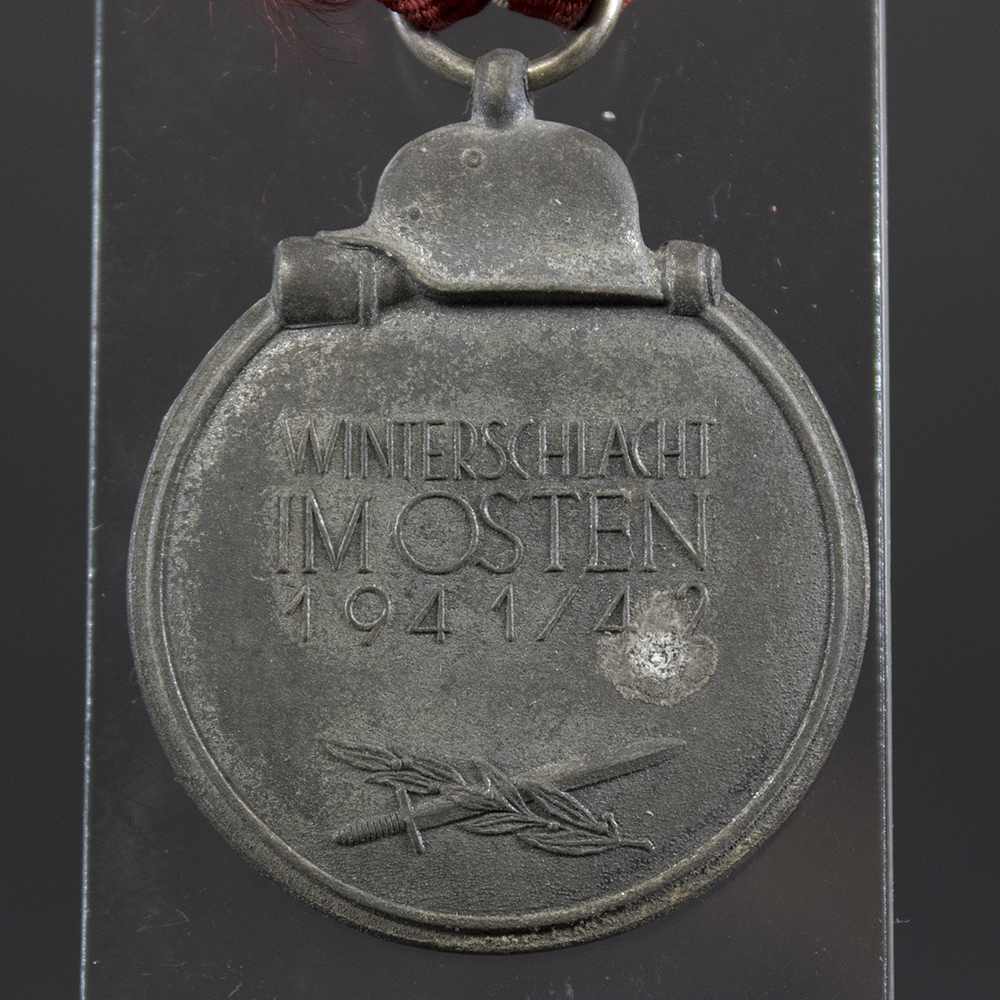 WINTERSCHLACHT
IM OSTEN
1941/42